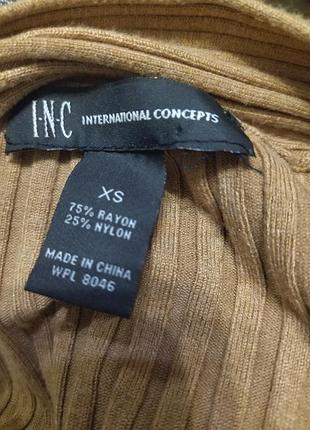 I·N·C INTERNATIONAL CONCEPTS
XS
75% RAYON
25% NYLON
MADE IN CHINA
WPL 8046